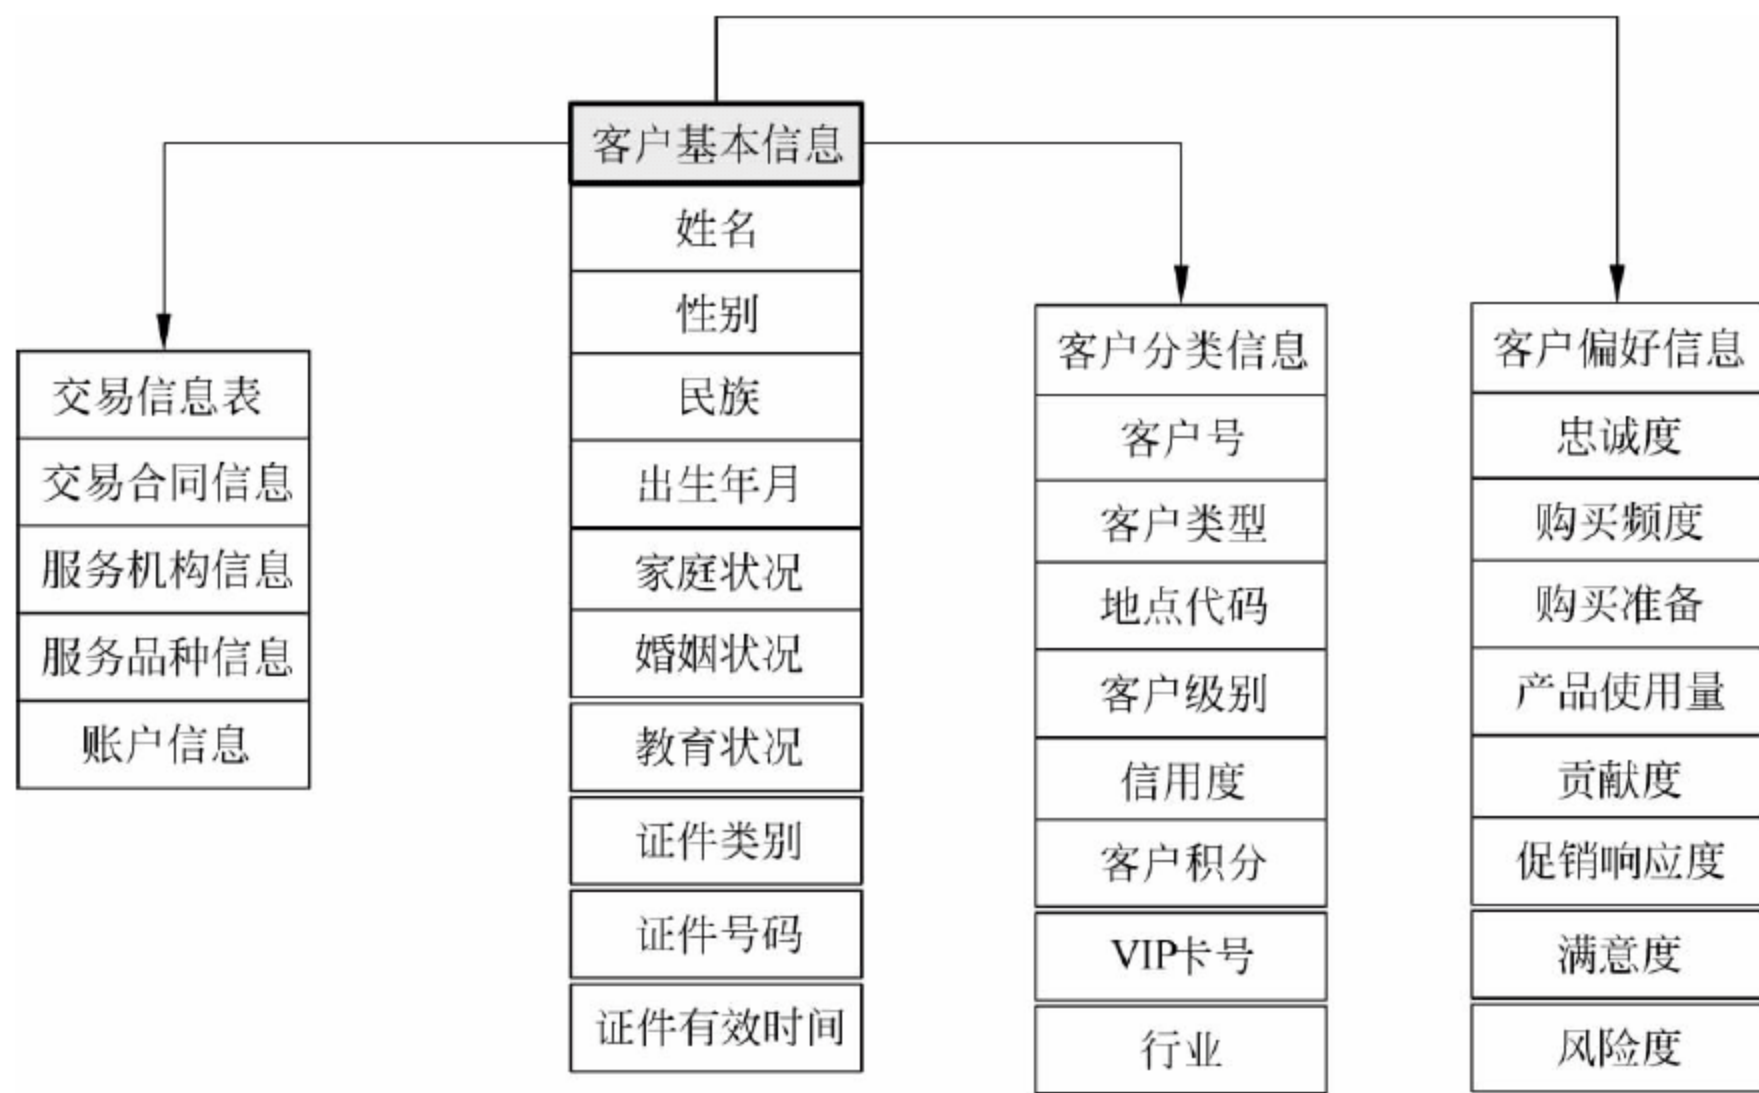 客户基本信息
姓名
性别
民族
出生年月
家庭状况
婚姻状况
教育状况
证件类别
证件号码
证件有效时间
交易信息表
交易合同信息
服务机构信息
服务品种信息
账户信息
客户分类信息
客户号
客户类型
地点代码
客户级别
信用度
客户积分
VIP卡号
行业
客户偏好信息
忠诚度
购买频度
购买准备
产品使用量
贡献度
促销响应度
满意度
风险度